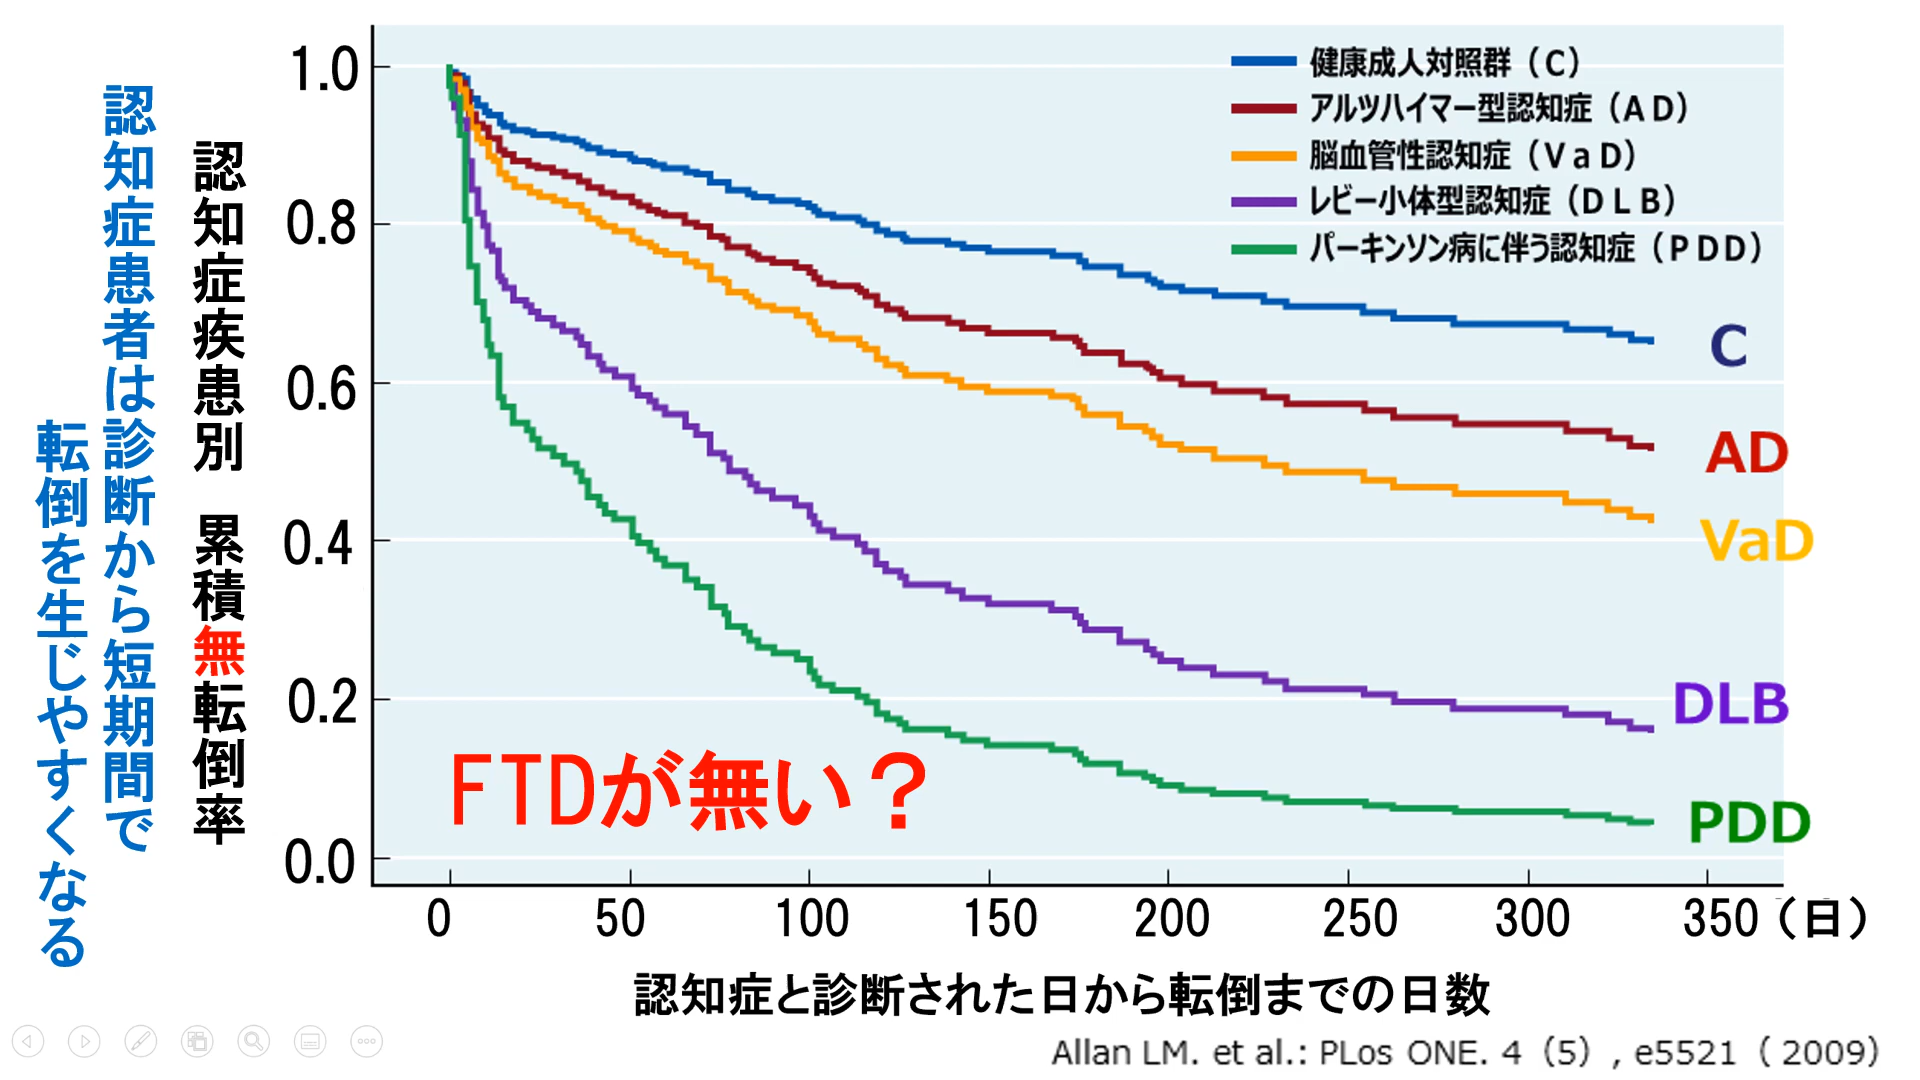 認知症患者は診断から短期間で
転倒を生じやすくなる
認知症疾患別 累積無転倒率
1.0
0.8
0.6
0.4
0.2
0.0
健康成人対照群（C）
アルツハイマー型認知症（AD）
脳血管性認知症（VaD）
レビー小体型認知症（DLB）
パーキンソン病に伴う認知症（PDD）
C
AD
VaD
DLB
PDD
FTDが無い？
0 50 100 150 200 250 300 350（日）
認知症と診断された日から転倒までの日数
Allan LM. et al.: PLos ONE. 4（5）, e5521（2009）